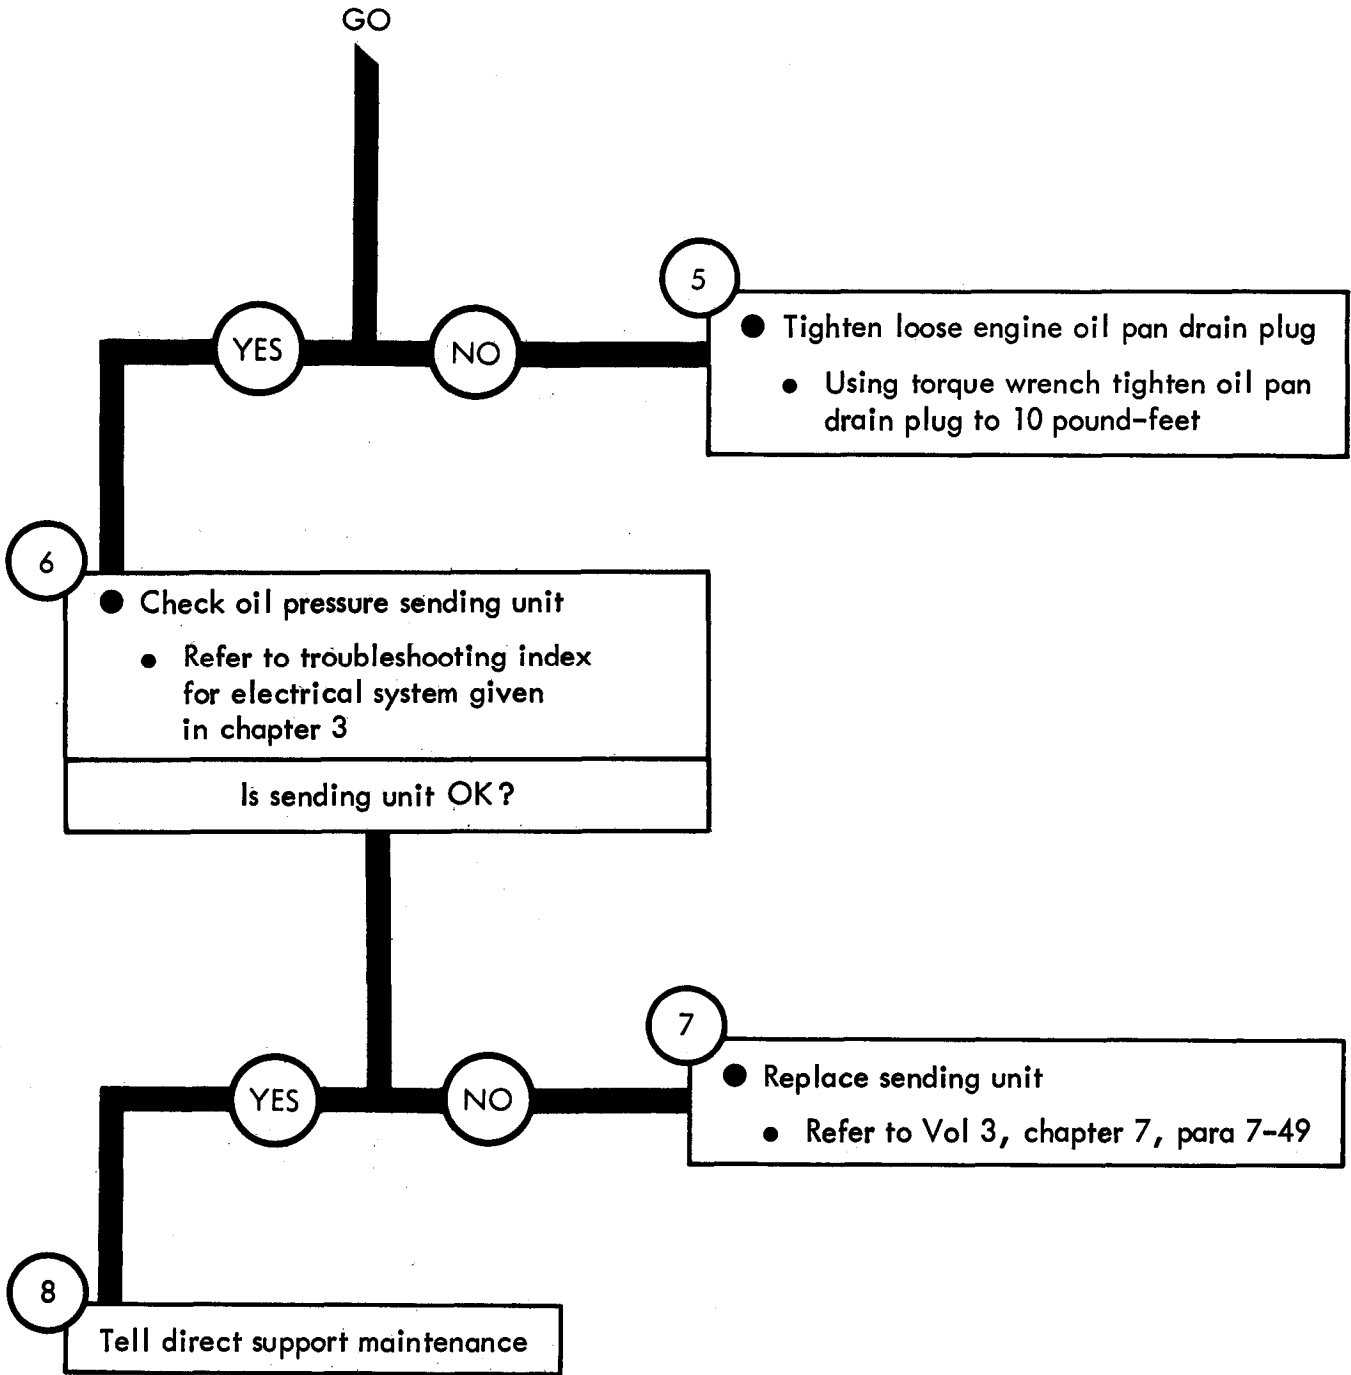 GO
YES
NO
5
● Tighten loose engine oil pan drain plug
● Using torque wrench tighten oil pan
drain plug to 10 pound-feet
6
● Check oil pressure sending unit
● Refer to troubleshooting index
for electrical system given
in chapter 3
Is sending unit OK?
YES
NO
7
● Replace sending unit
● Refer to Vol 3, chapter 7, para 7-49
8
Tell direct support maintenance